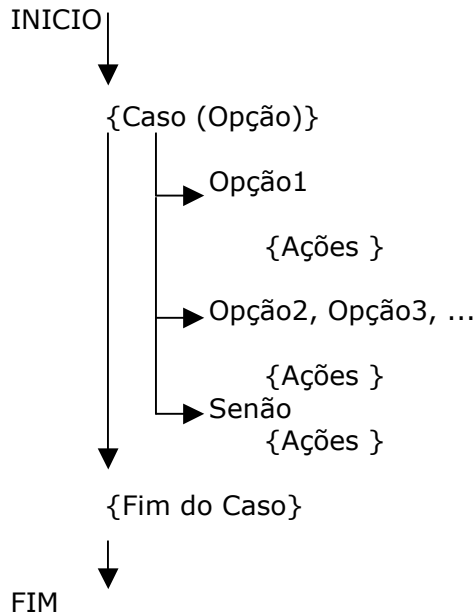 INICIO
{Caso (Opção)}
Opção1
{Ações }
Opção2, Opção3, ...
{Ações }
Senão
{Ações }
{Fim do Caso}
FIM